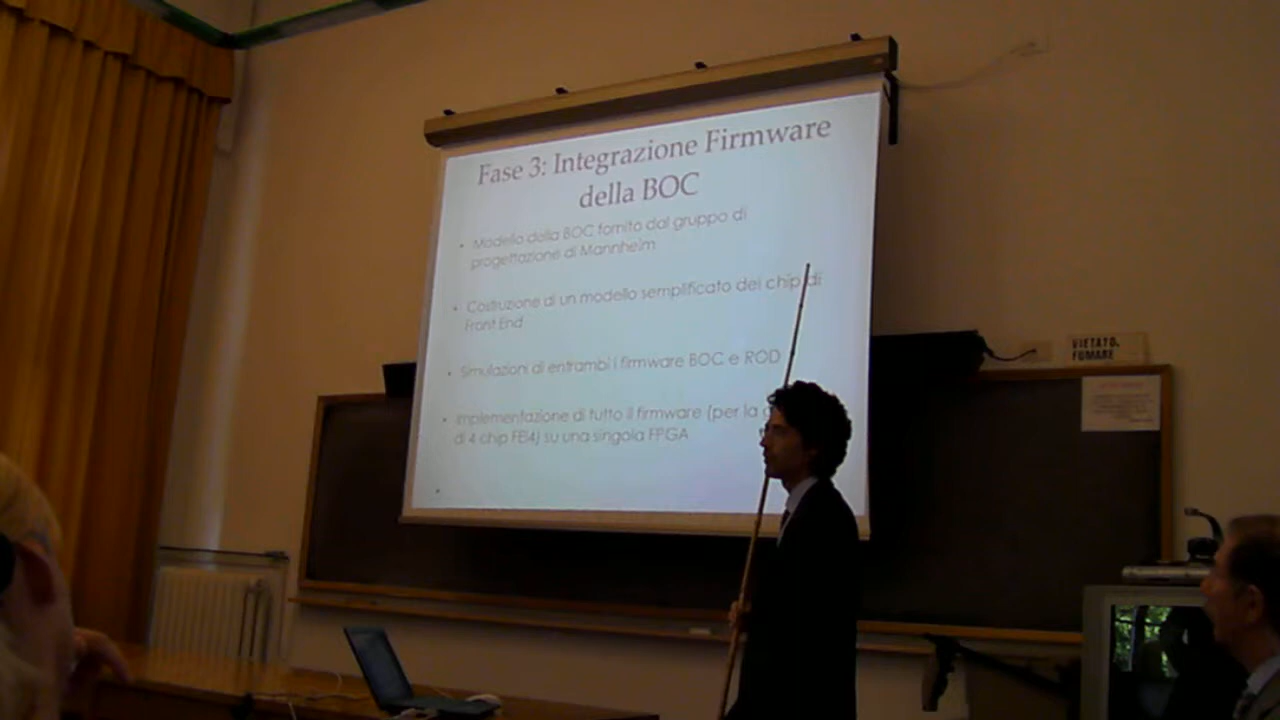 Fase 3: Integrazione Firmware
della BOC
• Modello della BOC fornito dal gruppo di
progettazione di Mannheim
• Costruzione di un modello semplificato dei chip di
Front End
• Simulazioni di entrambi i firmware BOC e ROD
• Implementazione di tutto il firmware (per la
di 4 chip FEI4) su una singola FPGA
VIETATO
FUMARE